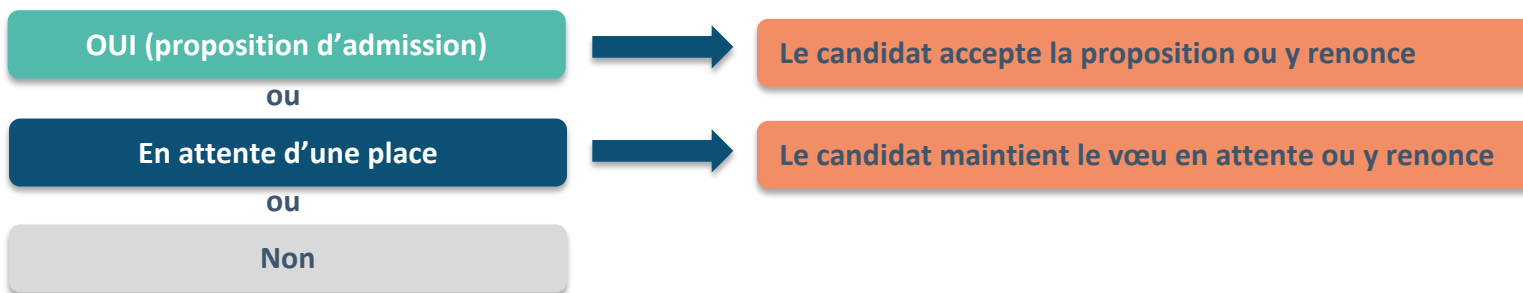 OUI (proposition d’admission)
Le candidat accepte la proposition ou y renonce
ou
En attente d’une place
Le candidat maintient le vœu en attente ou y renonce
ou
Non